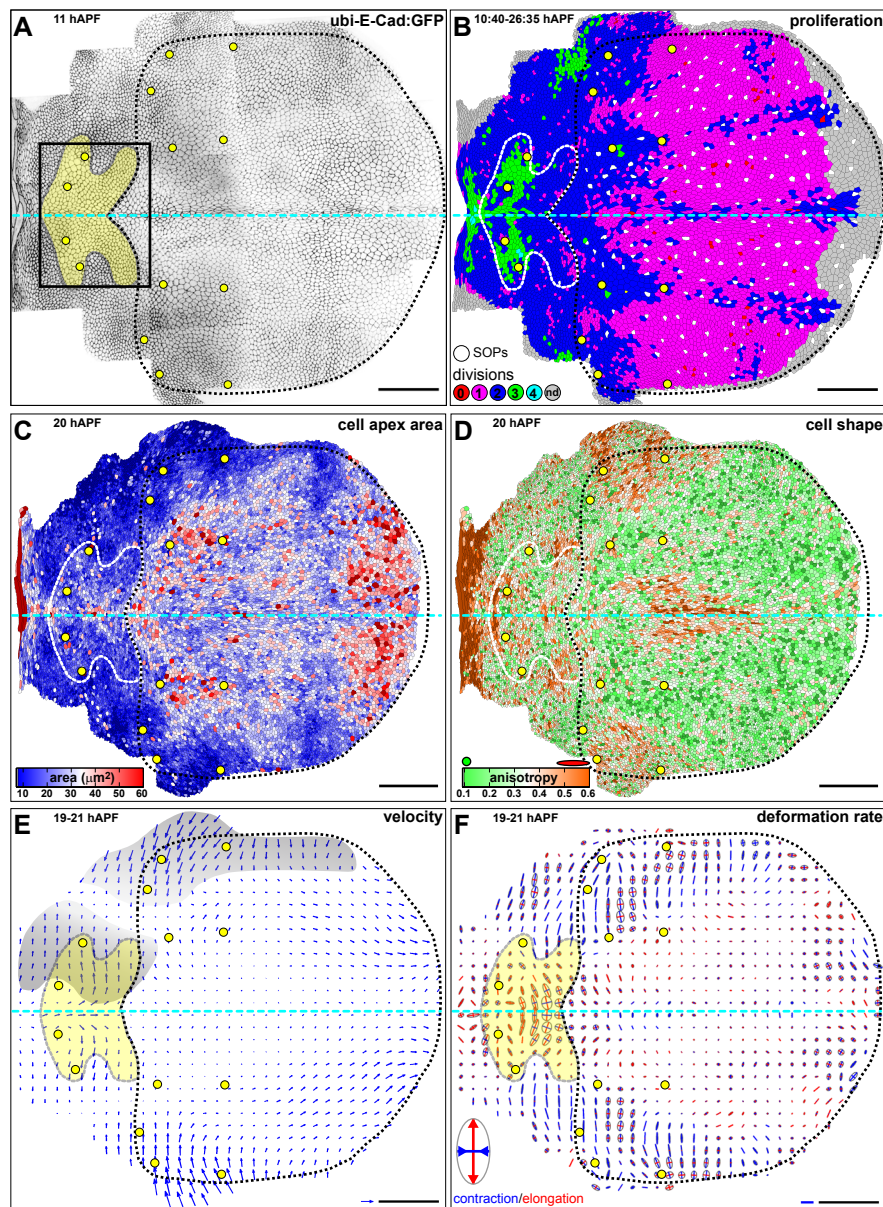 A
11 hAPF
ubi-E-Cad:GFP
B
10:40-26:35 hAPF
proliferation
SOPs
divisions
0 1 2 3 4 nd
C
20 hAPF
cell apex area
area (μm²)
10 20 30 40 50 60
D
20 hAPF
cell shape
anisotropy
0.1 0.2 0.3 0.4 0.5 0.6
E
19-21 hAPF
velocity
F
19-21 hAPF
deformation rate
contraction/elongation